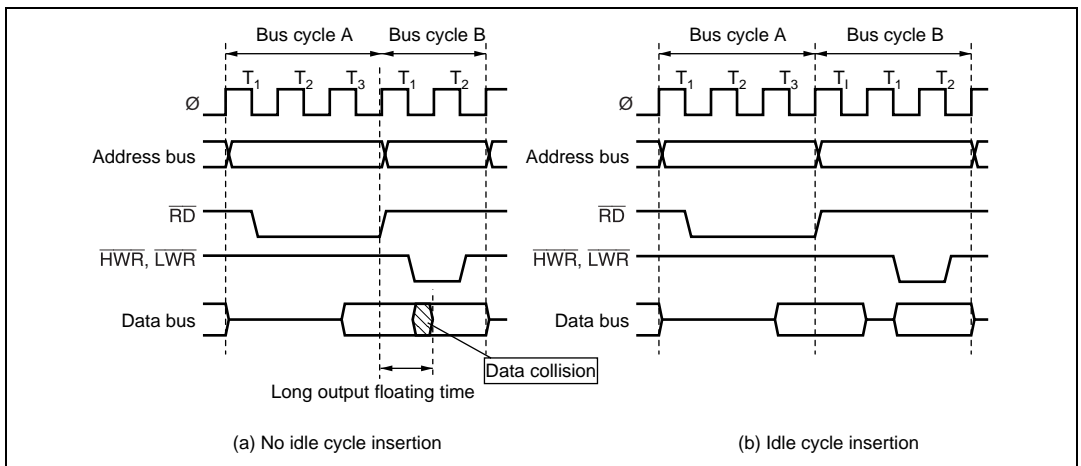 Bus cycle A
Bus cycle B
T1 T2 T3 T1 T2
Ø
Address bus
RD
HWR, LWR
Data bus
Data collision
Long output floating time
(a) No idle cycle insertion
Bus cycle A
Bus cycle B
T1 T2 T3 TI T1 T2
Ø
Address bus
RD
HWR, LWR
Data bus
(b) Idle cycle insertion